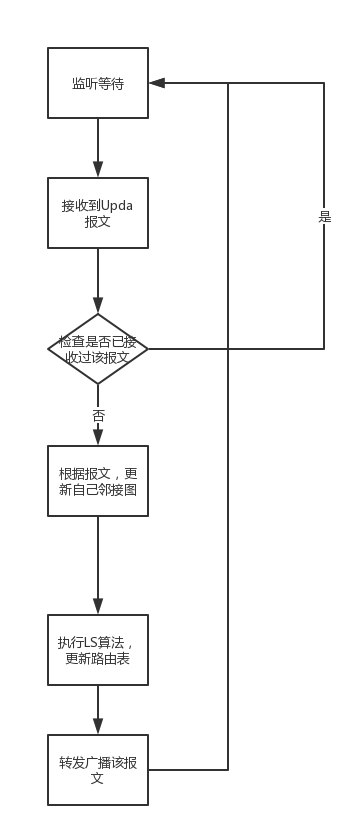 监听等待
接收到Upda
报文
是
检查是否已接
收过该报文
否
根据报文，更
新自己邻接图
执行LS算法，
更新路由表
转发广播该报
文